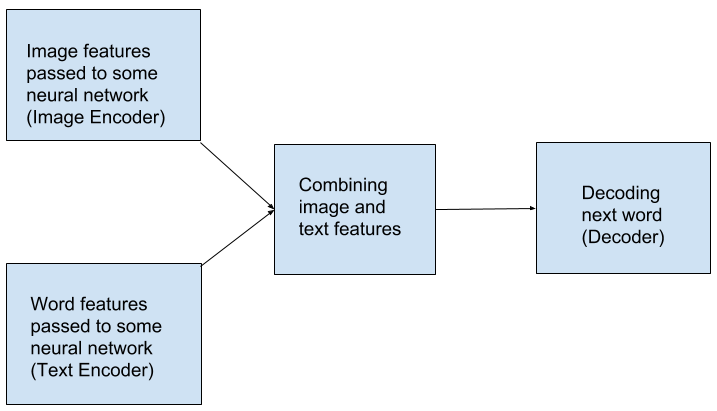 Image features
passed to some
neural network
(Image Encoder)
Word features
passed to some
neural network
(Text Encoder)
Combining
image and
text features
Decoding
next word
(Decoder)